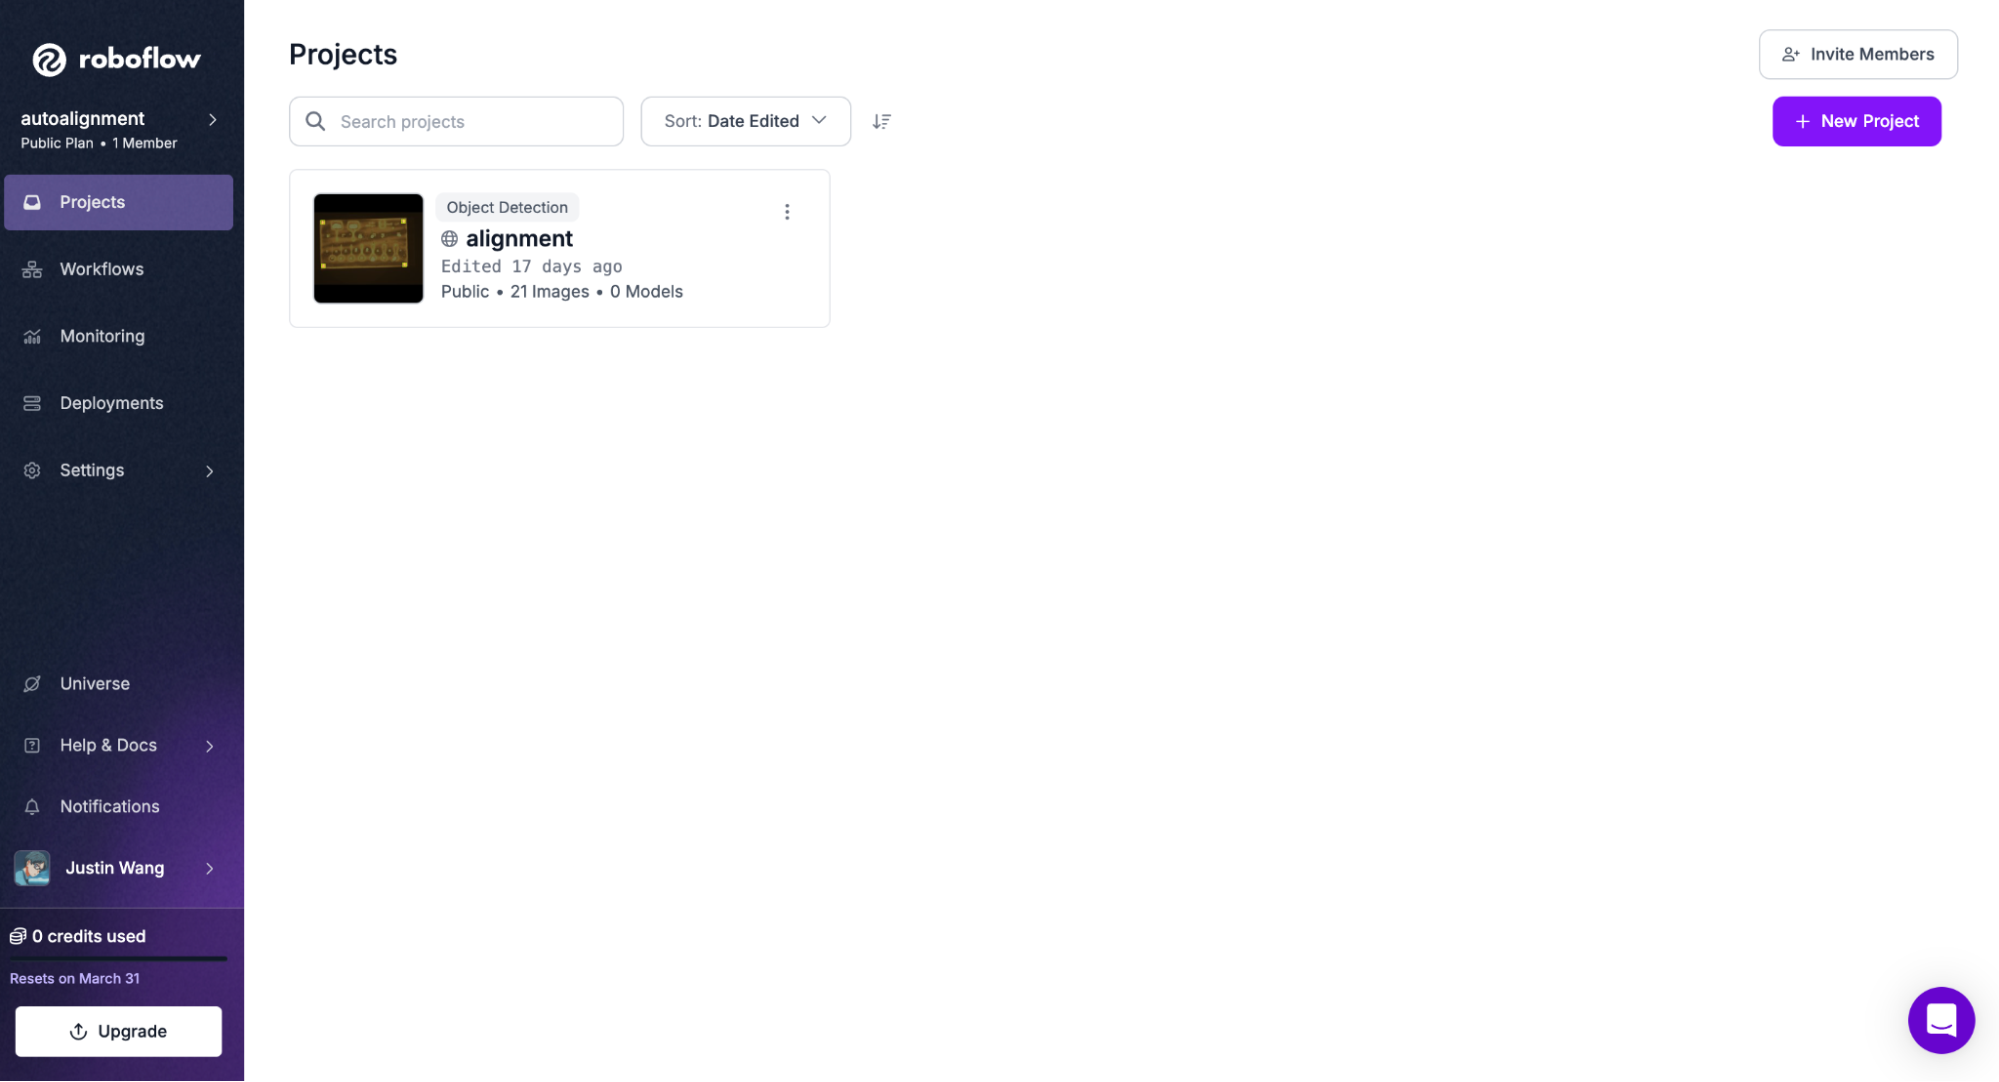 roboflow
autoalignment
Public Plan • 1 Member
Projects
Workflows
Monitoring
Deployments
Settings
Universe
Help & Docs
Notifications
Justin Wang
0 credits used
Resets on March 31
Upgrade
Projects
Invite Members
Search projects
Sort: Date Edited
New Project
Object Detection
alignment
Edited 17 days ago
Public • 21 Images • 0 Models